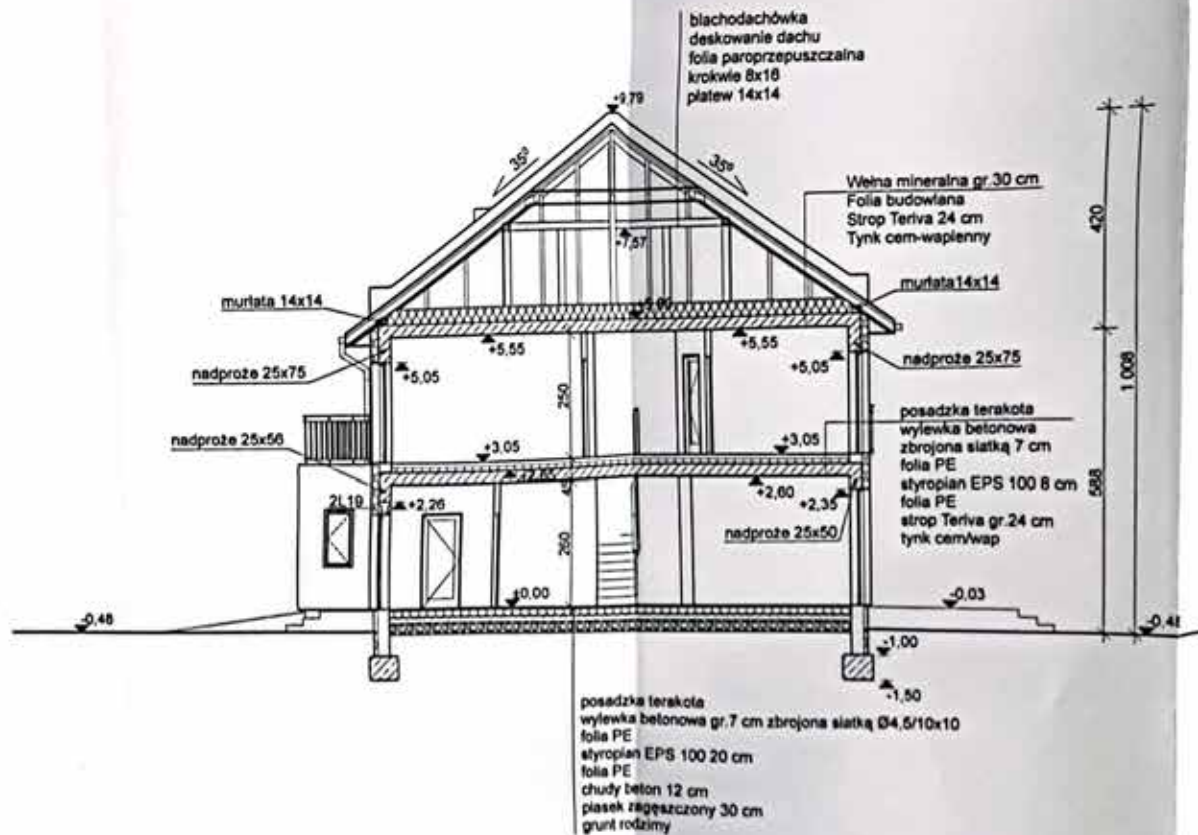 blachodachówka
deskowanie dachu
folia paroprzepuszczalna
krokwie 8x16
płatew 14x14
+9,79
35º
35º
Wełna mineralna gr.30 cm
Folia budowlana
Strop Teriva 24 cm
Tynk cem-wapienny
420
+7,57
murłata 14x14
murłata14x14
+5,55
+5,55
nadproże 25x75
+5,05
+5,05
nadproże 25x75
1 008
250
posadzka terakota
wylewka betonowa
zbrojona siatką 7 cm
folia PE
styropian EPS 100 8 cm
folia PE
strop Teriva gr.24 cm
tynk cem/wap
nadproże 25x56
+3,05
+3,05
588
+2,60
2L19
+2,26
+2,35
nadproże 25x50
260
±0,00
-0,03
-0,48
-0,48
-1,00
-1,50
posadzka terakota
wylewka betonowa gr.7 cm zbrojona siatką Ø4,5/10x10
folia PE
styropian EPS 100 20 cm
folia PE
chudy beton 12 cm
piasek zagęszczony 30 cm
grunt rodzimy